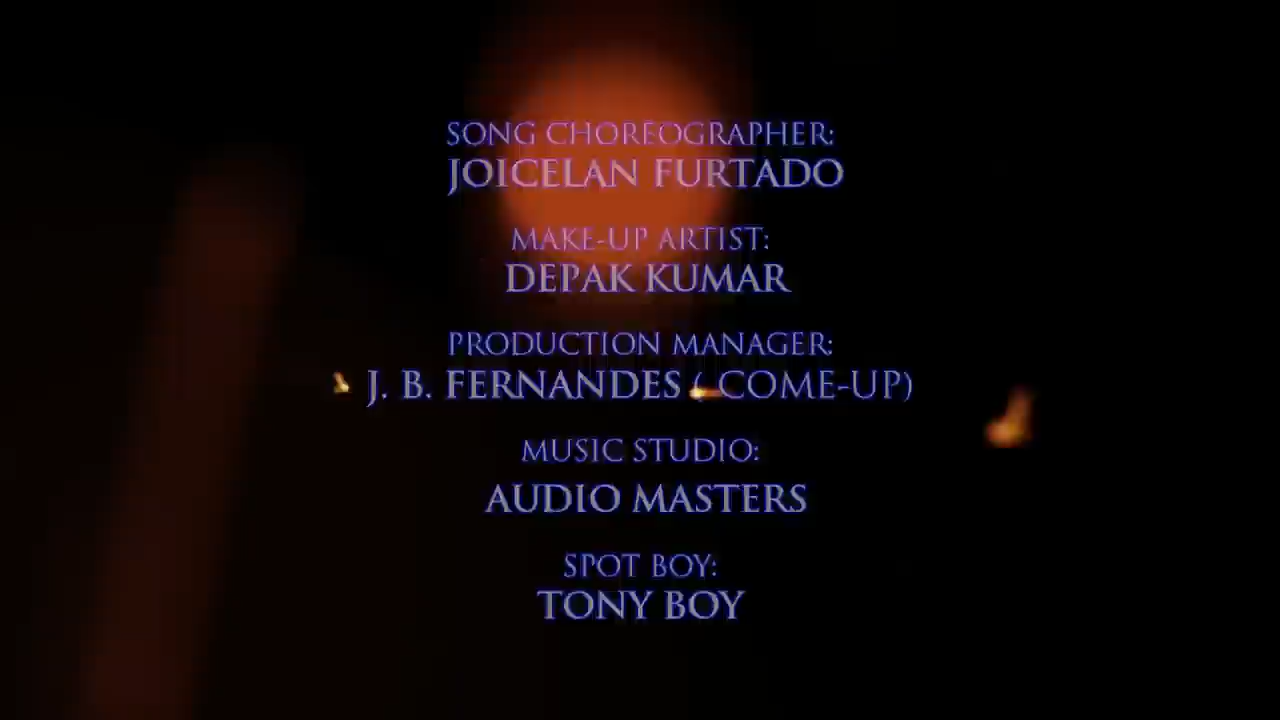 SONG CHOREOGRAPHER:
JOICELAN FURTADO
MAKE-UP ARTIST:
DEPAK KUMAR
PRODUCTION MANAGER:
J. B. FERNANDES ( COME-UP)
MUSIC STUDIO:
AUDIO MASTERS
SPOT BOY:
TONY BOY